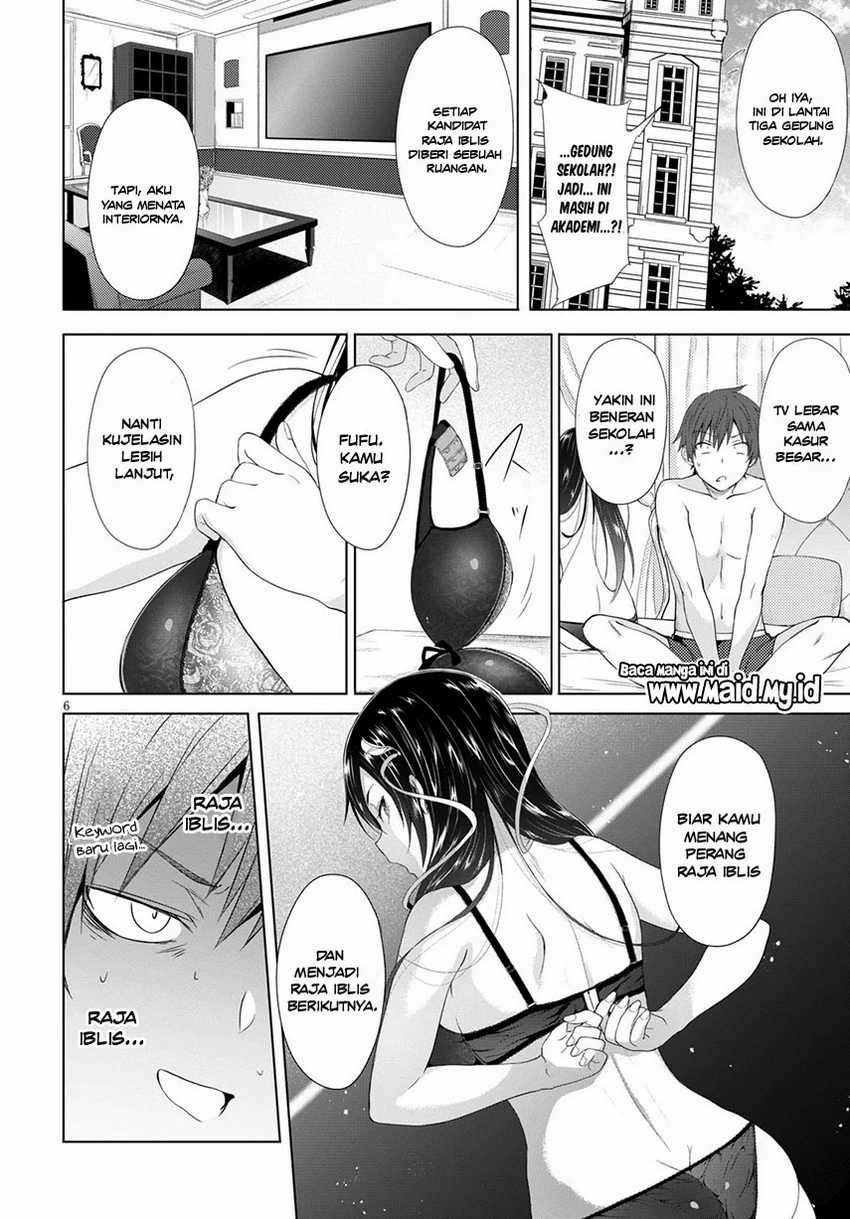 OH IYA,
INI DI LANTAI
TIGA GEDUNG
SEKOLAH.
...GEDUNG
SEKOLAH?!
JADI... INI
MASIH DI
AKADEMI...?!
SETIAP
KANDIDAT
RAJA IBLIS
DIBERI SEBUAH
RUANGAN.
TAPI, AKU
YANG MENATA
INTERIORNYA.
TV LEBAR
SAMA
KASUR
BESAR...
YAKIN INI
BENERAN
SEKOLAH
...?
FUFU.
KAMU
SUKA?
NANTI
KUJELASIN
LEBIH
LANJUT,
Baca Manga ini di
www.Maid.my.id
6
BIAR KAMU
MENANG
PERANG
RAJA IBLIS
DAN
MENJADI
RAJA IBLIS
BERIKUTNYA.
RAJA
IBLIS...
Keyword
baru lagi...
RAJA
IBLIS...